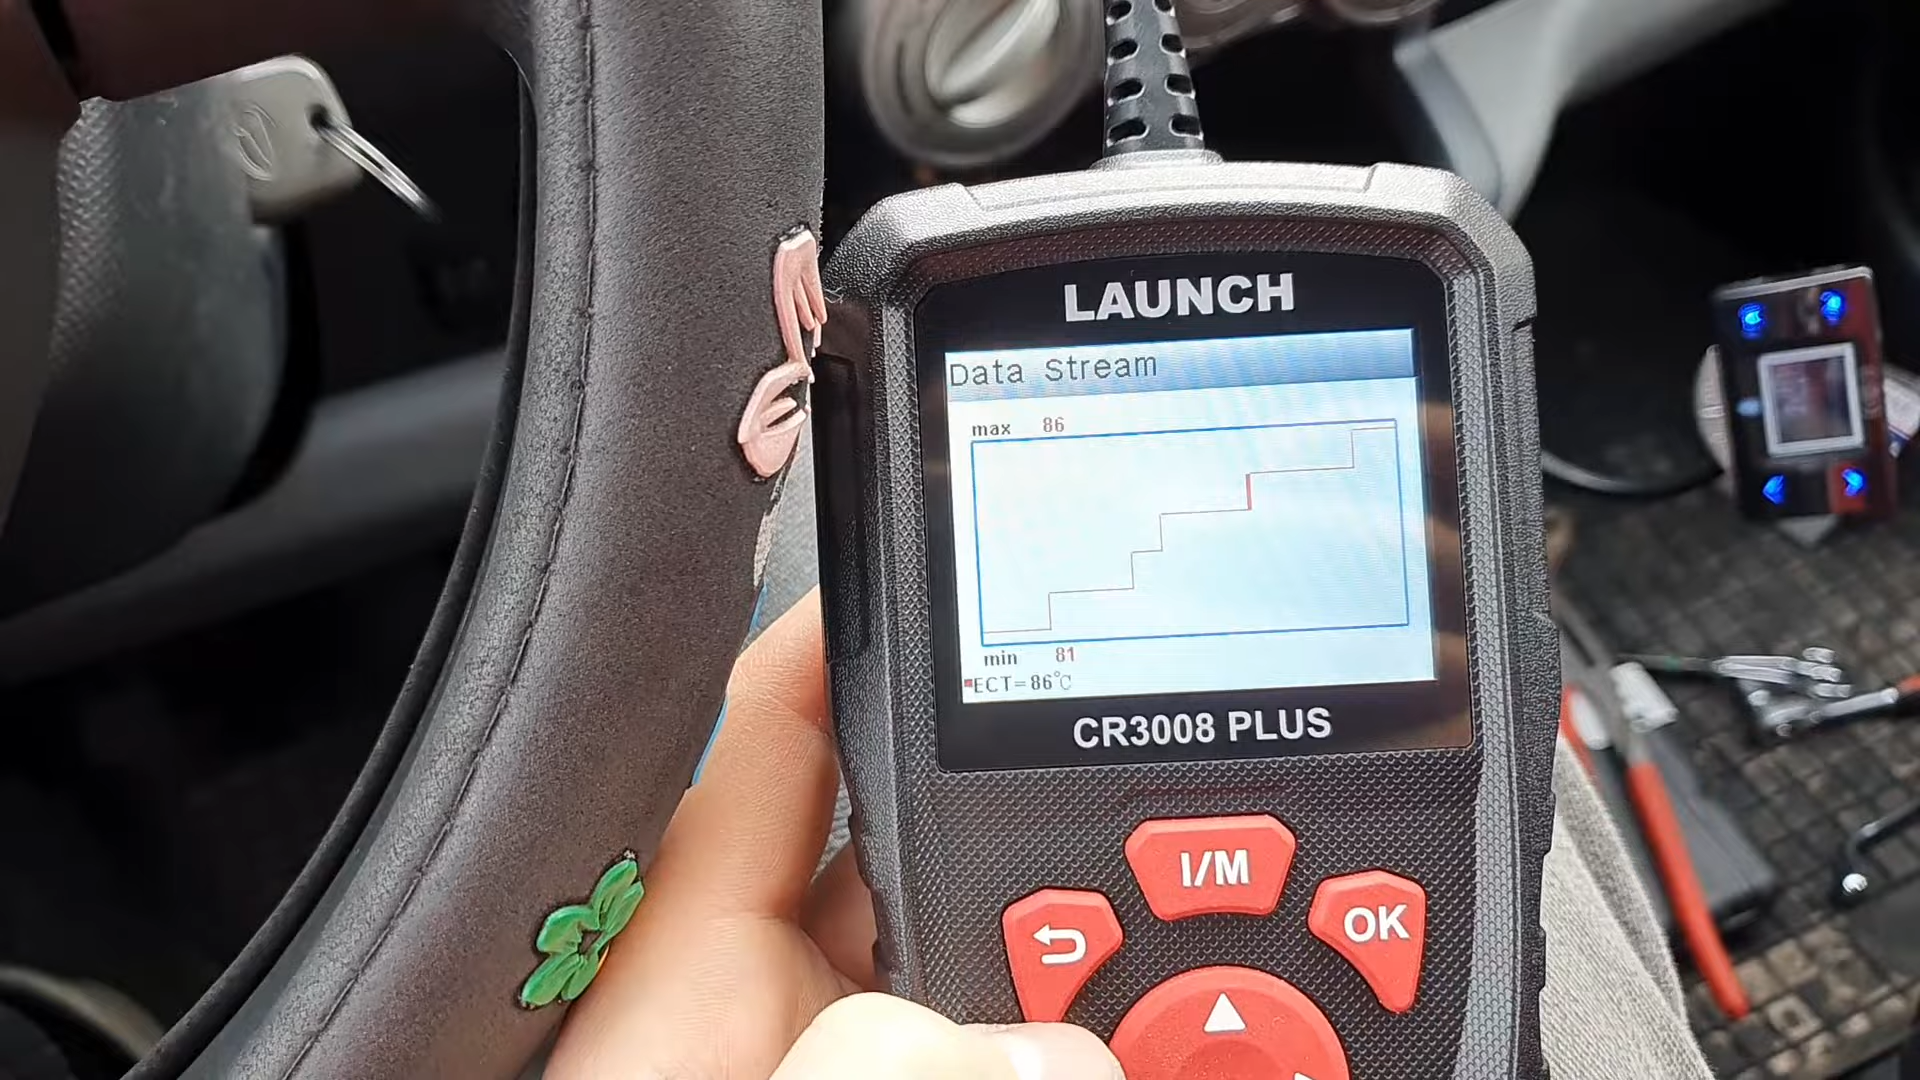 LAUNCH
Data Stream
max 86
min 81
ECT=86℃
CR3008 PLUS
I/M
OK